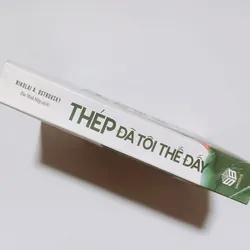 NIKOLAI A. OSTROVSKY
THÉP ĐÃ TÔI THẾ ĐẤY